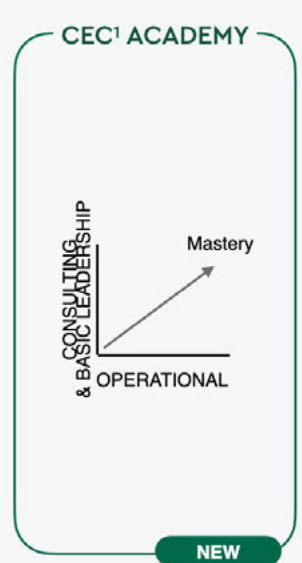 CEC¹ ACADEMY
Mastery
CONSULTING
& BASIC LEADERSHIP
OPERATIONAL
NEW